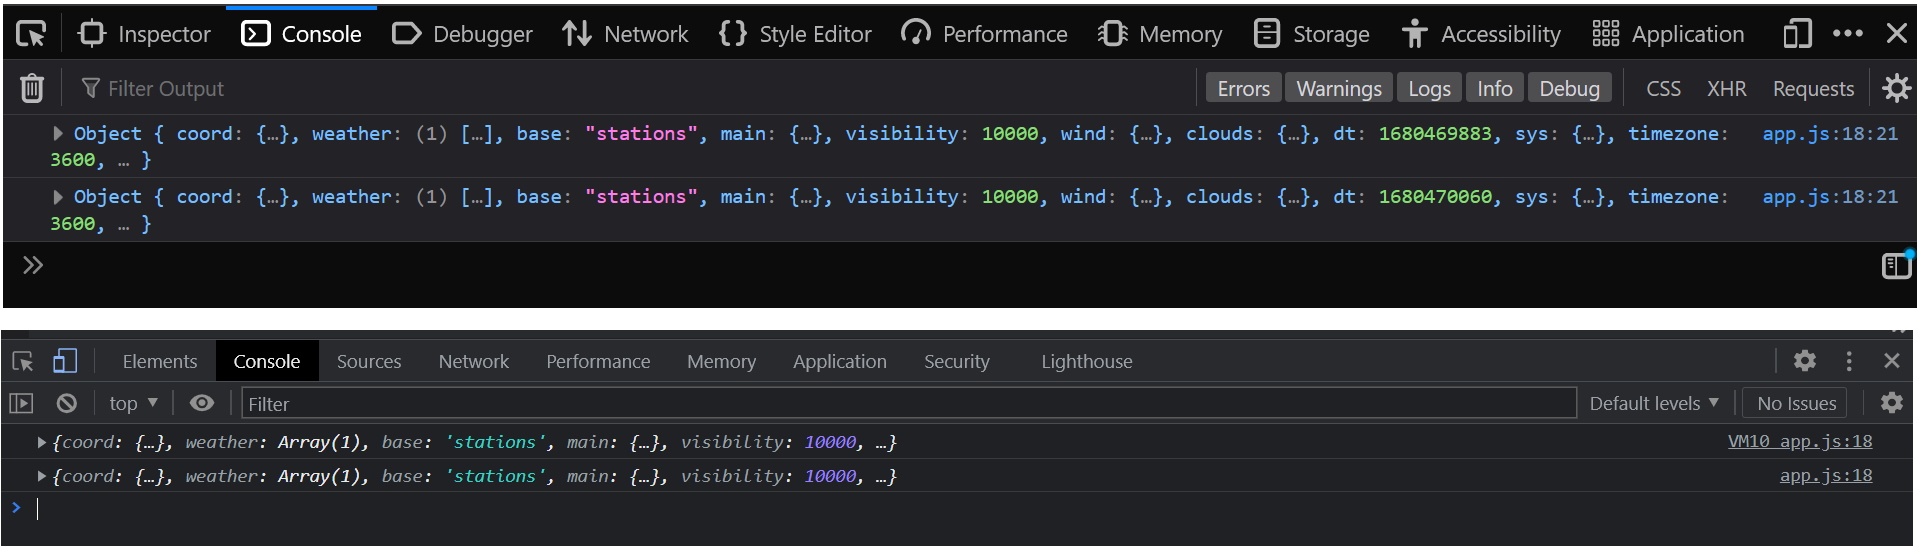 Inspector Console Debugger Network Style Editor Performance Memory Storage Accessibility Application
Filter Output Errors Warnings Logs Info Debug CSS XHR Requests
Object { coord: {…}, weather: (1) […], base: "stations", main: {…}, visibility: 10000, wind: {…}, clouds: {…}, dt: 1680469883, sys: {…}, timezone: app.js:18:21
3600, … }
Object { coord: {…}, weather: (1) […], base: "stations", main: {…}, visibility: 10000, wind: {…}, clouds: {…}, dt: 1680470060, sys: {…}, timezone: app.js:18:21
3600, … }
Elements Console Sources Network Performance Memory Application Security Lighthouse
top Filter Default levels No Issues
{coord: {…}, weather: Array(1), base: 'stations', main: {…}, visibility: 10000, …} VM10 app.js:18
{coord: {…}, weather: Array(1), base: 'stations', main: {…}, visibility: 10000, …} app.js:18